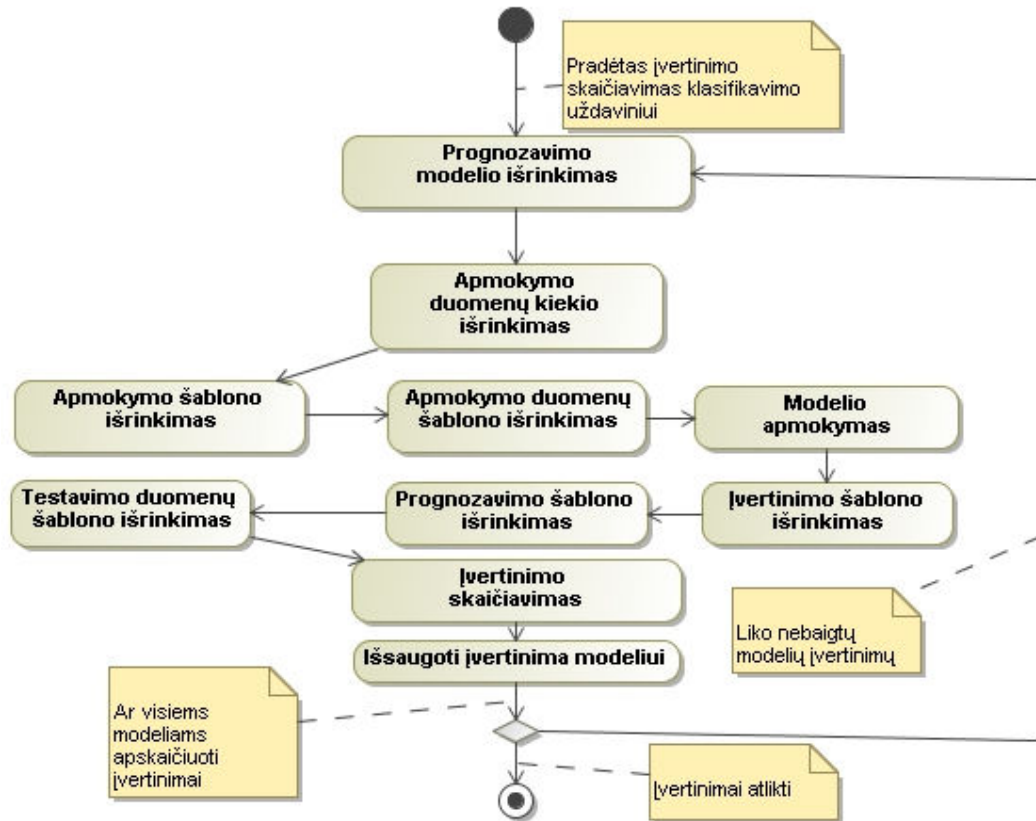 Pradėtas įvertinimo
skaičiavimas klasifikavimo
uždaviniui
Prognozavimo
modelio išrinkimas
Apmokymo
duomenų kiekio
išrinkimas
Apmokymo šablono
išrinkimas
Apmokymo duomenų
šablono išrinkimas
Modelio
apmokymas
Testavimo duomenų
šablono išrinkimas
Prognozavimo šablono
išrinkimas
Įvertinimo šablono
išrinkimas
Įvertinimo
skaičiavimas
Liko nebaigtų
modelių įvertinimų
Išsaugoti įvertinima modeliui
Ar visiems
modeliams
apskaičiuoti
įvertinimai
Įvertinimai atlikti